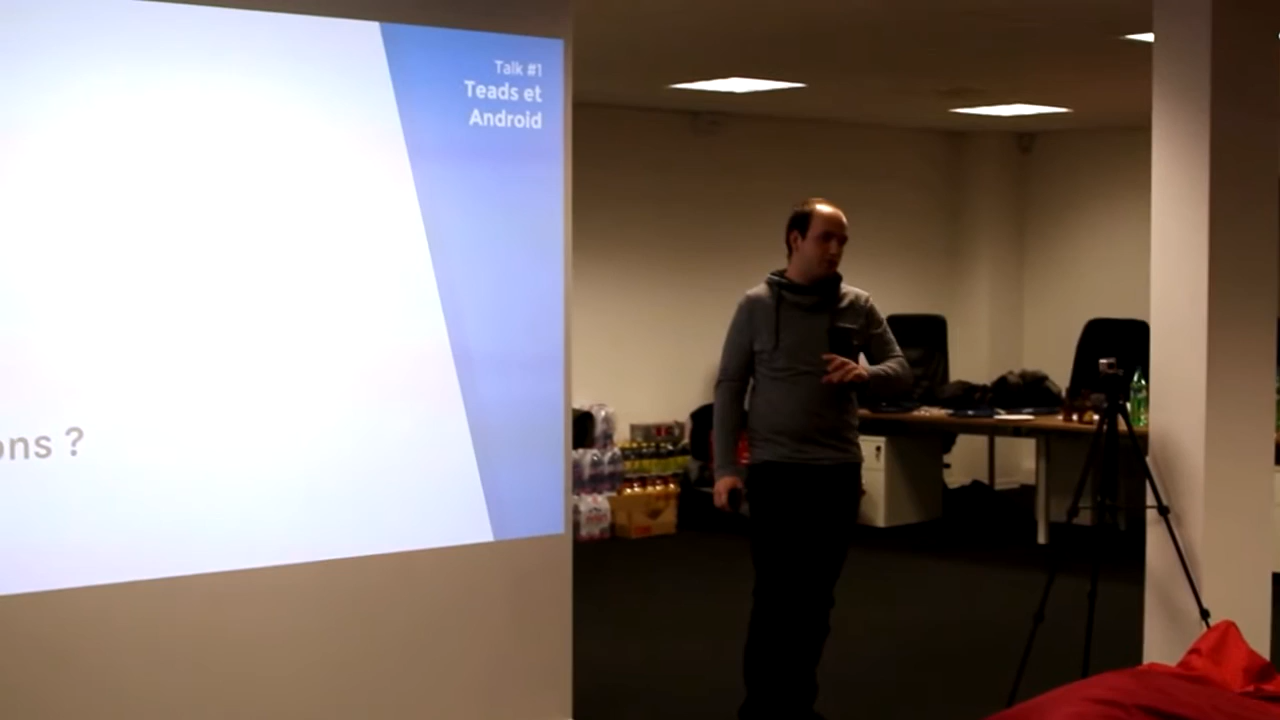 Talk #1
Teads et
Android
ons ?